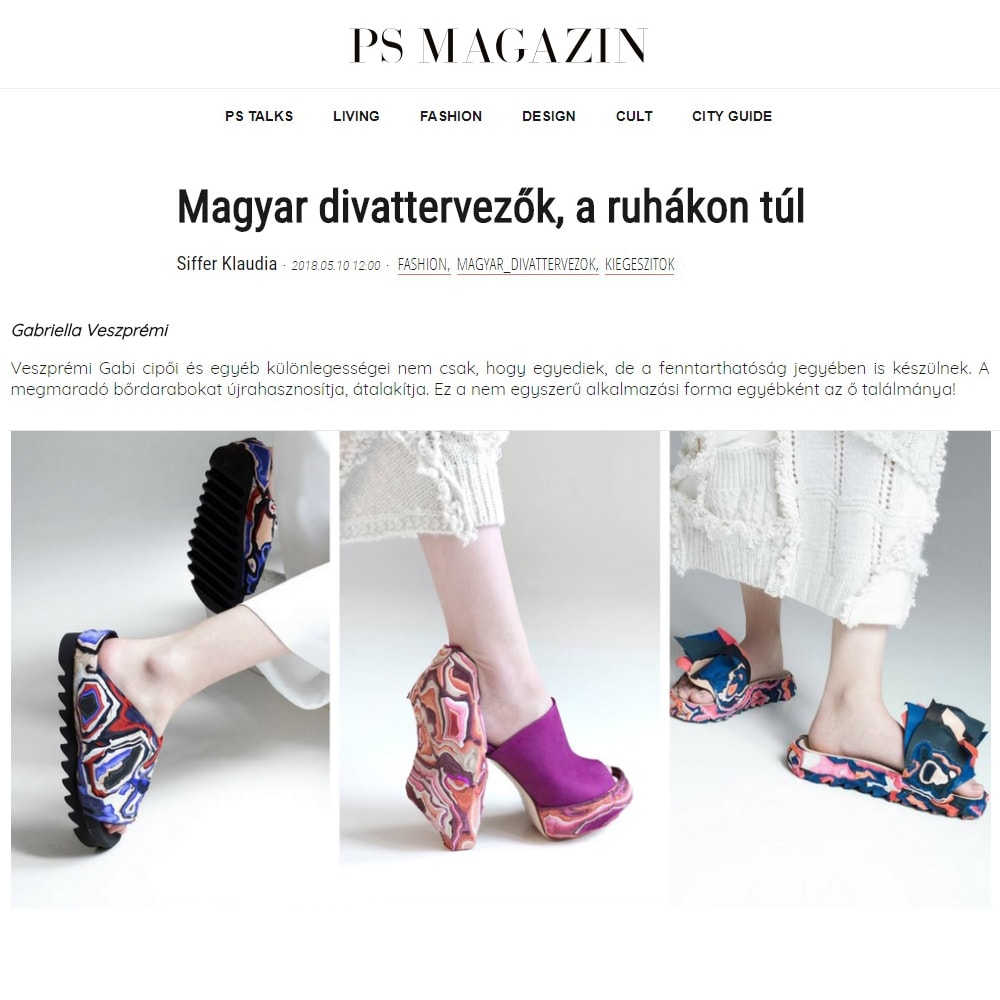 PS MAGAZIN
PS TALKS LIVING FASHION DESIGN CULT CITY GUIDE
Magyar divattervezők, a ruhákon túl
Siffer Klaudia · 2018.05.10 12:00 · FASHION, MAGYAR_DIVATTERVEZOK, KIEGESZITOK
Gabriella Veszprémi
Veszprémi Gabi cipői és egyéb különlegességei nem csak, hogy egyediek, de a fenntarthatóság jegyében is készülnek. A
megmaradó bőrdarabokat újrahasznosítja, átalakítja. Ez a nem egyszerű alkalmazási forma egyébként az ő találmánya!